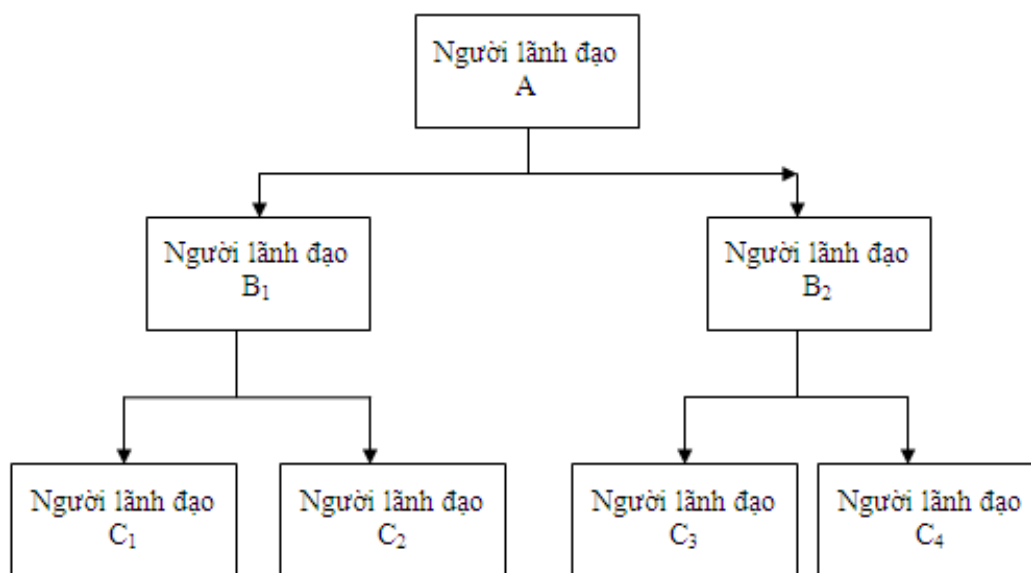 Người lãnh đạo
A
Người lãnh đạo
B₁
Người lãnh đạo
B₂
Người lãnh đạo
C₁
Người lãnh đạo
C₂
Người lãnh đạo
C₃
Người lãnh đạo
C₄